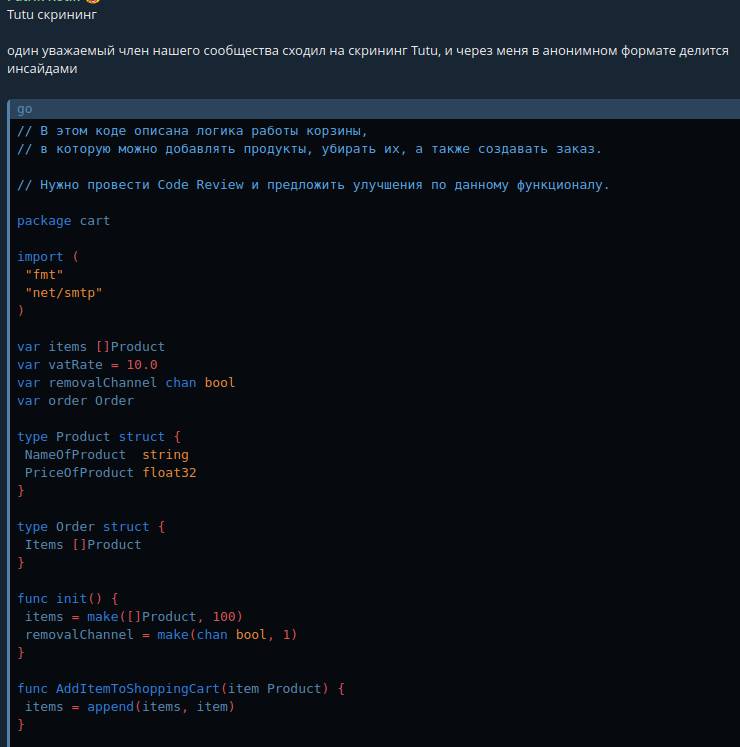 Tutu скрининг
один уважаемый член нашего сообщества сходил на скрининг Tutu, и через меня в анонимном формате делится
инсайдами
go
// В этом коде описана логика работы корзины,
// в которую можно добавлять продукты, убирать их, а также создавать заказ.
// Нужно провести Code Review и предложить улучшения по данному функционалу.
package cart
import (
"fmt"
"net/smtp"
)
var items []Product
var vatRate = 10.0
var removalChannel chan bool
var order Order
type Product struct {
NameOfProduct  string
PriceOfProduct float32
}
type Order struct {
Items []Product
}
func init() {
items = make([]Product, 100)
removalChannel = make(chan bool, 1)
}
func AddItemToShoppingCart(item Product) {
items = append(items, item)
}